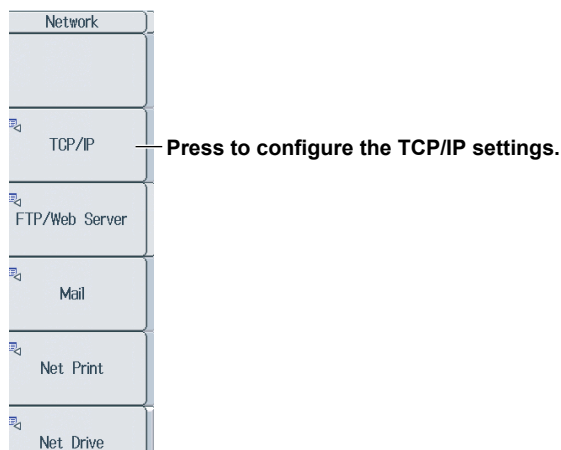 Network
TCP/IP
Press to configure the TCP/IP settings.
FTP/Web Server
Mail
Net Print
Net Drive